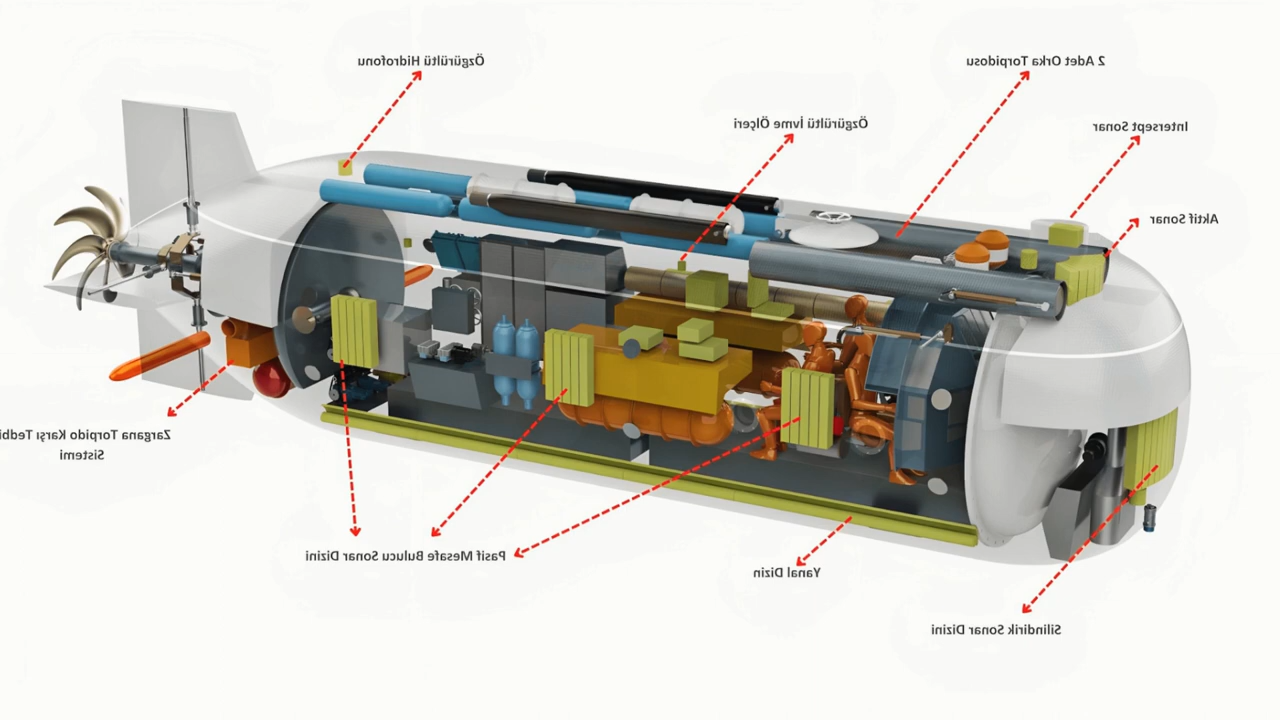 Özgürültü Hidrofonu
2 Adet Orka Torpidosu
Özgürültü İvme Ölçeri
Intersept Sonar
Aktif Sonar
Zargana Torpido Karşı Tedbi
Sistemi
Pasif Mesafe Bulucu Sonar Dizini
Yanal Dizin
Silindirik Sonar Dizini